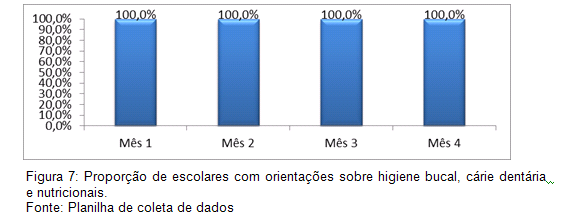 100,0% 100,0% 100,0% 100,0%
100,0%
90,0%
80,0%
70,0%
60,0%
50,0%
40,0%
30,0%
20,0%
10,0%
0,0%
Mês 1 Mês 2 Mês 3 Mês 4
Figura 7: Proporção de escolares com orientações sobre higiene bucal, cárie dentária
e nutricionais.
Fonte: Planilha de coleta de dados